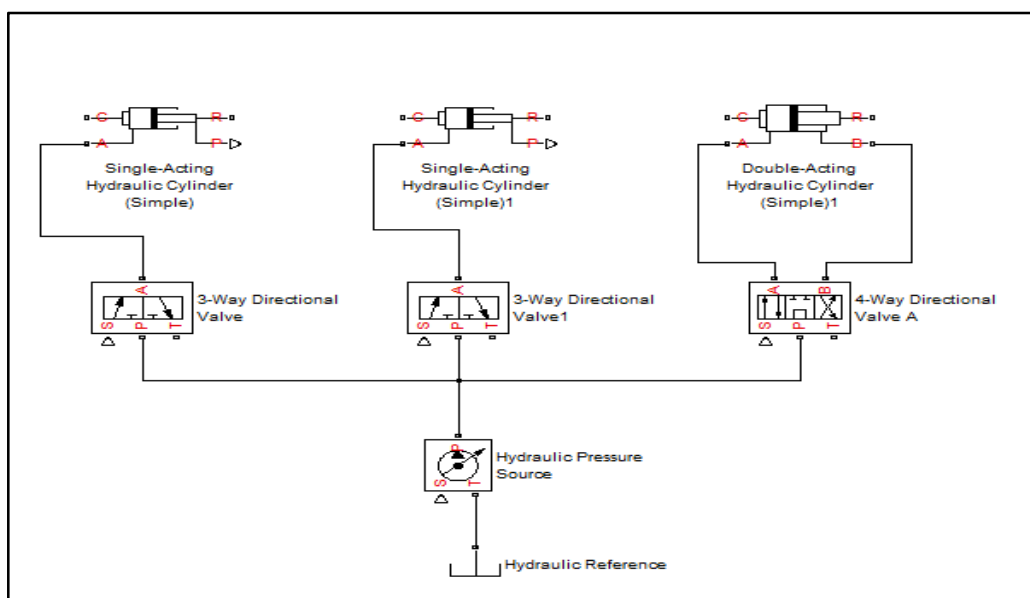 C R C R C R
A P A P A B
Single-Acting
Hydraulic Cylinder
(Simple)
Single-Acting
Hydraulic Cylinder
(Simple)1
Double-Acting
Hydraulic Cylinder
(Simple)1
A
S P T
3-Way Directional
Valve
A
S P T
3-Way Directional
Valve1
A B
S P T
4-Way Directional
Valve A
P
S T
Hydraulic Pressure
Source
Hydraulic Reference